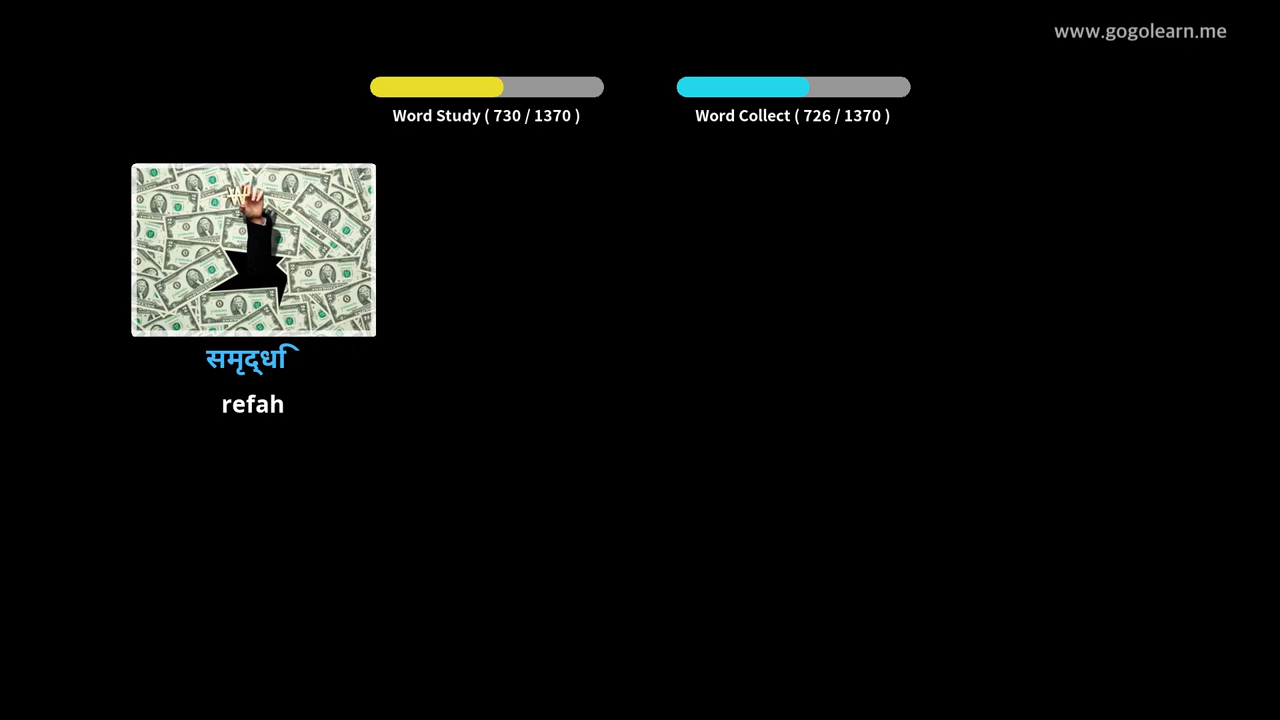 www.gogolearn.me
Word Study ( 730 / 1370 )
Word Collect ( 726 / 1370 )
समृद्धि
refah